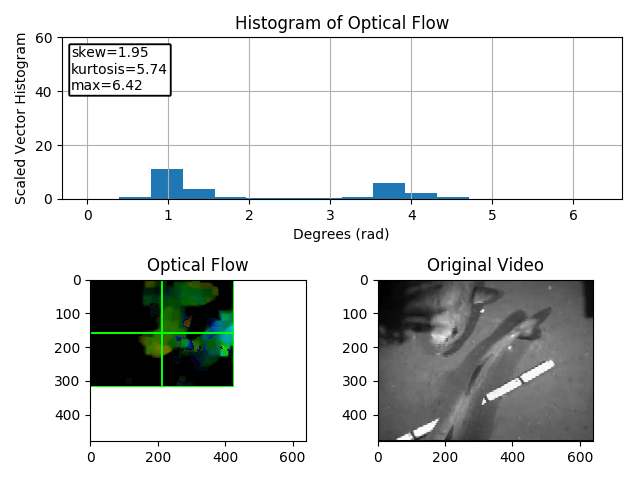 Histogram of Optical Flow
Scaled Vector Histogram
60
40
20
0
skew=1.95
kurtosis=5.74
max=6.42
0 1 2 3 4 5 6
Degrees (rad)
Optical Flow
0
100
200
300
400
0 200 400 600
Original Video
0
100
200
300
400
0 200 400 600